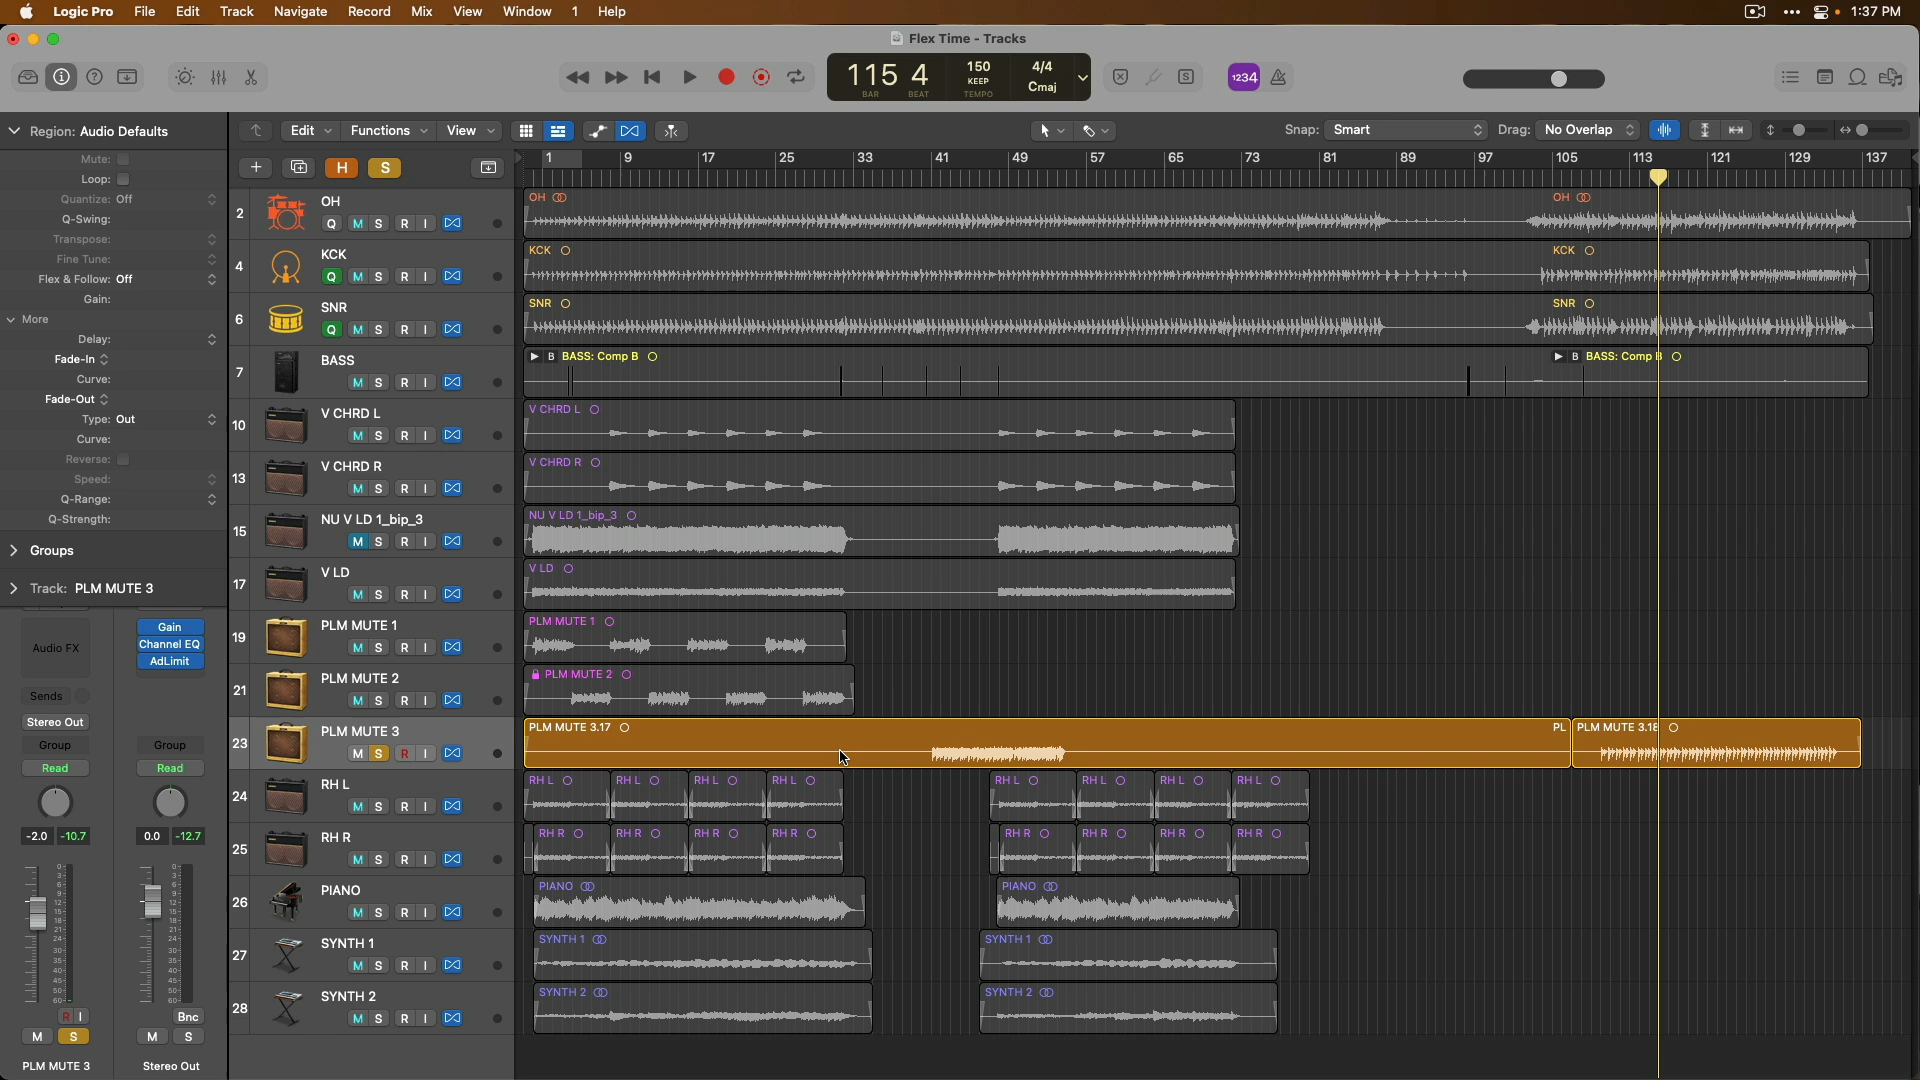 Logic Pro File Edit Track Navigate Record Mix View Window 1 Help 1:37 PM
Flex Time - Tracks
115 4 150 KEEP 4/4 Cmaj
BAR BEAT TEMPO
S 1234
Region: Audio Defaults
Mute:
Loop:
Quantize: Off
Q-Swing:
Transpose:
Fine Tune:
Flex & Follow: Off
Gain:
More
Delay:
Fade-In
Curve:
Fade-Out
Type: Out
Curve:
Reverse:
Speed:
Q-Range:
Q-Strength:
Groups
Track: PLM MUTE 3
Audio FX
Sends
Stereo Out
Group
Read
-2.0 -10.7
R I
M S
PLM MUTE 3
Gain
Channel EQ
AdLimit
Group
Read
0.0 -12.7
Bnc
M S
Stereo Out
Edit Functions View Snap: Smart Drag: No Overlap
H S
1 9 17 25 33 41 49 57 65 73 81 89 97 105 113 121 129 137
2 OH Q M S R I
OH OH
4 KCK Q M S R I
KCK KCK
6 SNR Q M S R I
SNR SNR
7 BASS M S R I
B BASS: Comp B B BASS: Comp B
10 V CHRD L M S R I
V CHRD L
13 V CHRD R M S R I
V CHRD R
15 NU V LD 1_bip_3 M S R I
NU V LD 1_bip_3
17 V LD M S R I
V LD
19 PLM MUTE 1 M S R I
PLM MUTE 1
21 PLM MUTE 2 M S R I
PLM MUTE 2
23 PLM MUTE 3 M S R I
PLM MUTE 3.17 PL PLM MUTE 3.18
24 RH L M S R I
RH L RH L RH L RH L RH L RH L RH L RH L
25 RH R M S R I
RH R RH R RH R RH R RH R RH R RH R RH R
26 PIANO M S R I
PIANO PIANO
27 SYNTH 1 M S R I
SYNTH 1 SYNTH 1
28 SYNTH 2 M S R I
SYNTH 2 SYNTH 2